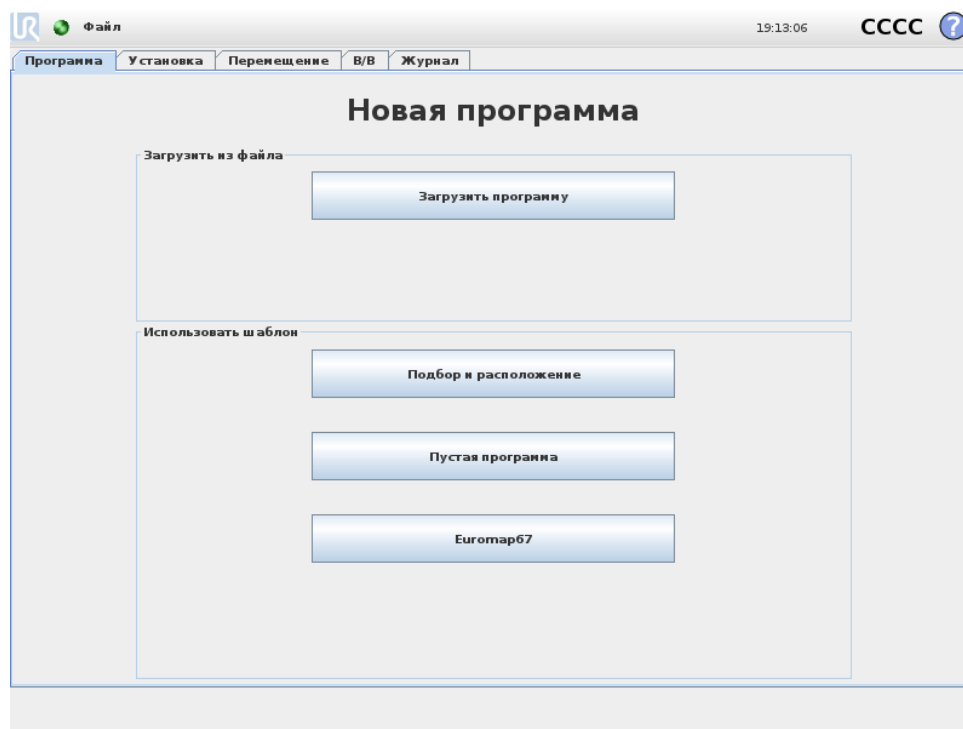 UR
Файл
19:13:06
CCCC
?
Программа Установка Перемещение В/В Журнал
Новая программа
Загрузить из файла
Загрузить программу
Использовать шаблон
Подбор и расположение
Пустая программа
Euromap67